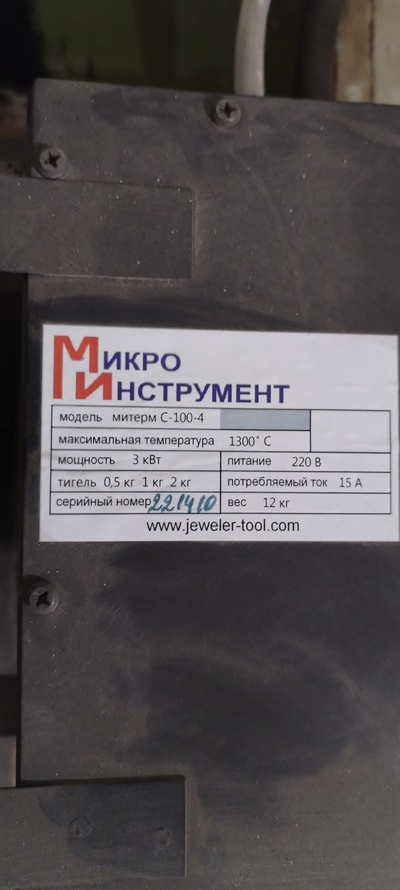 МИКРО
ИНСТРУМЕНТ
модель митерм С-100-4
максимальная температура 1300° С
мощность 3 кВт питание 220 В
тигель 0,5 кг 1 кг 2 кг потребляемый ток 15 А
серийный номер 221410 вес 12 кг
www.jeweler-tool.com